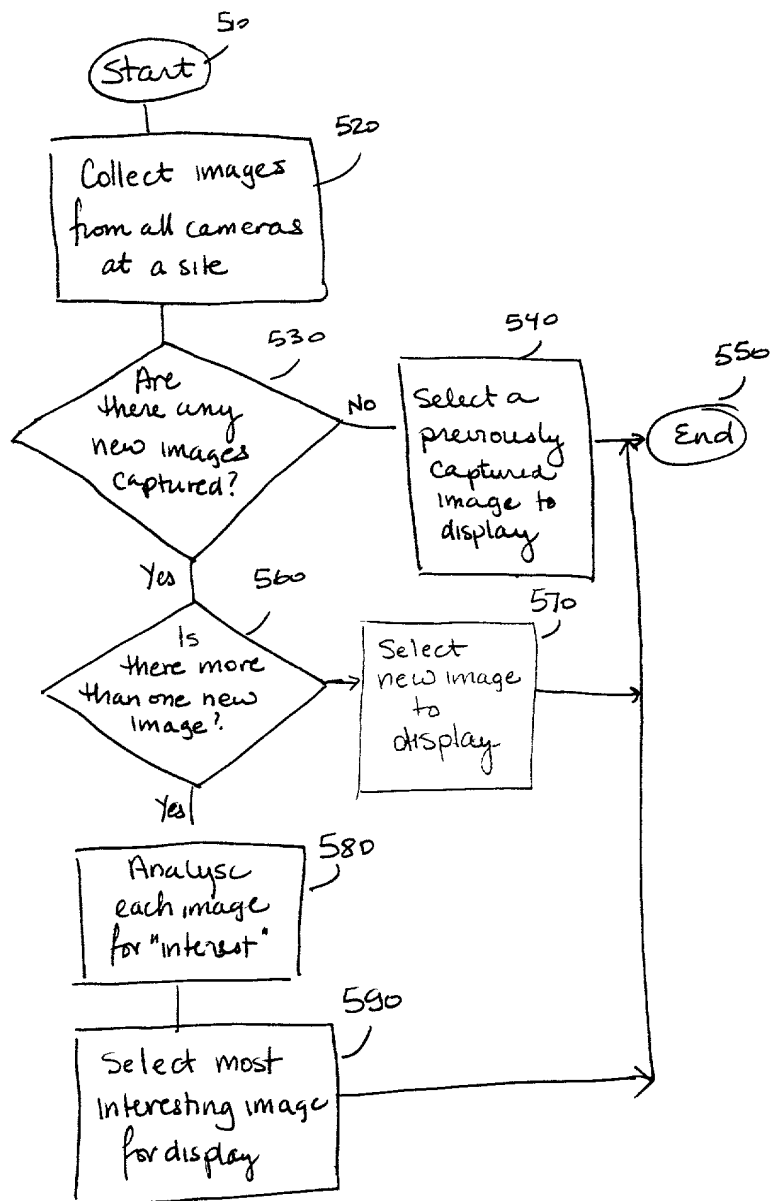 510
Start
520
Collect images
from all cameras
at a site
530
Are
there any
new images
captured?
No
540
Select a
previously
captured
image to
display
550
End
Yes
560
Is
there more
than one new
image?
570
Select
new image
to
display
Yes
580
Analyse
each image
for "interest"
590
Select most
interesting image
for display